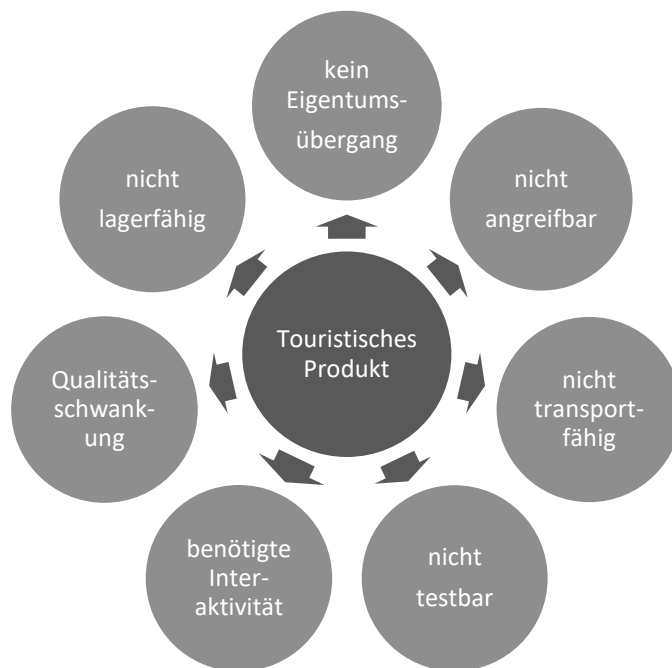 kein
Eigentums-
übergang
nicht
angreifbar
nicht
transport-
fähig
nicht
testbar
benötigte
Inter-
aktivität
Qualitäts-
schwank-
ung
nicht
lagerfähig
Touristisches
Produkt